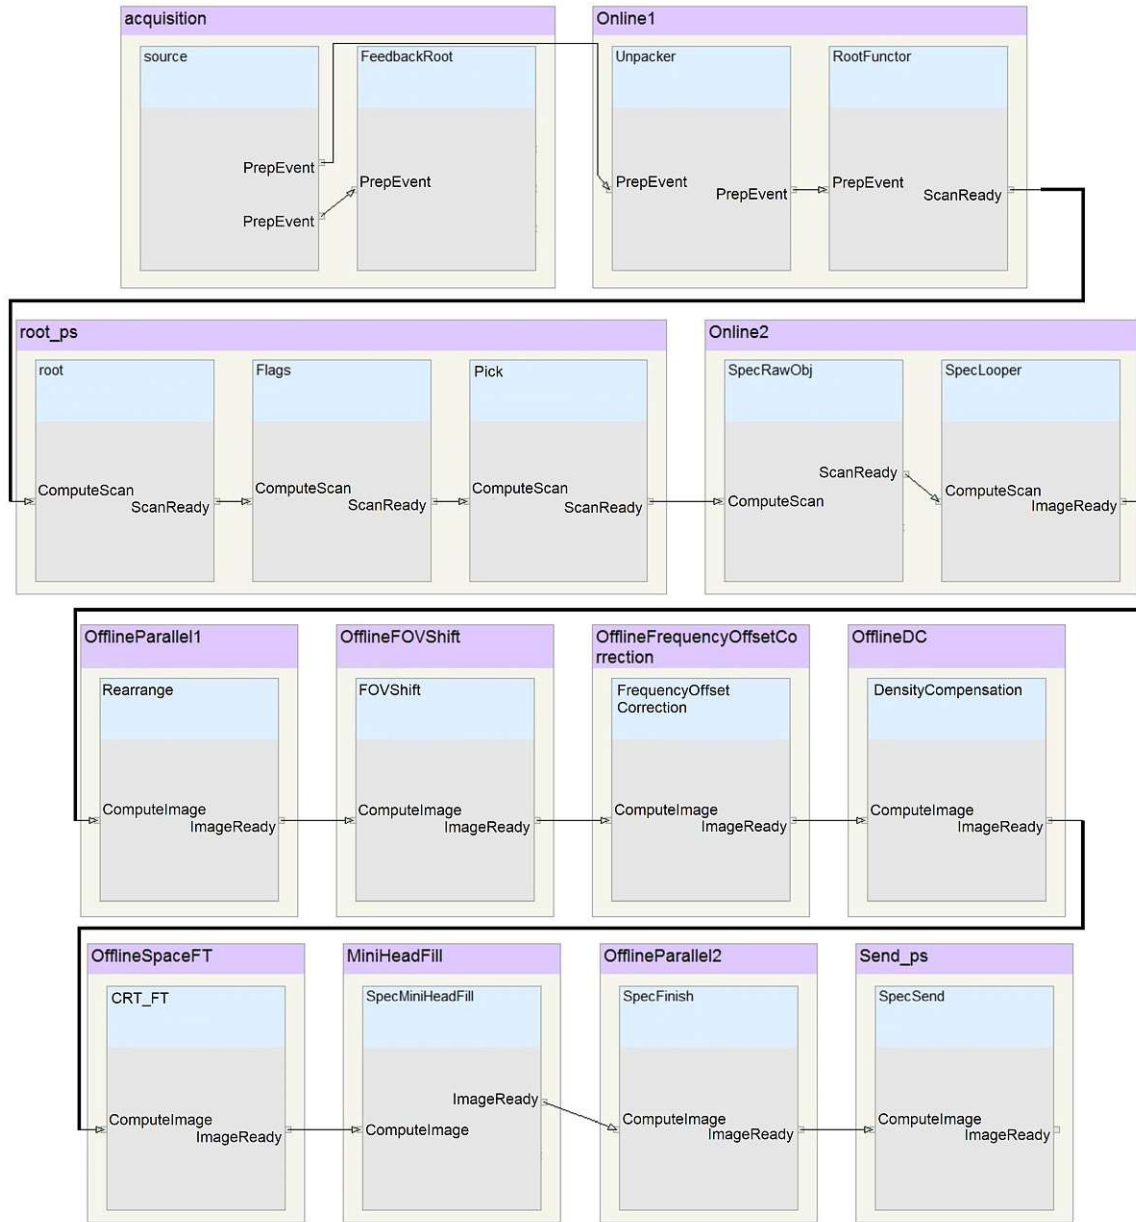 acquisition
Online1
source
FeedbackRoot
Unpacker
RootFunctor
PrepEvent
PrepEvent
PrepEvent
PrepEvent
PrepEvent
PrepEvent
ScanReady
root_ps
Online2
root
Flags
Pick
SpecRawObj
SpecLooper
ComputeScan
ScanReady
ComputeScan
ScanReady
ComputeScan
ScanReady
ScanReady
ComputeScan
ComputeScan
ImageReady
OfflineParallel1
OfflineFOVShift
OfflineFrequencyOffsetCo
rrection
OfflineDC
Rearrange
FOVShift
FrequencyOffset
Correction
DensityCompensation
ComputeImage
ImageReady
ComputeImage
ImageReady
ComputeImage
ImageReady
ComputeImage
ImageReady
OfflineSpaceFT
MiniHeadFill
OfflineParallel2
Send_ps
CRT_FT
SpecMiniHeadFill
SpecFinish
SpecSend
ComputeImage
ImageReady
ImageReady
ComputeImage
ComputeImage
ImageReady
ComputeImage
ImageReady